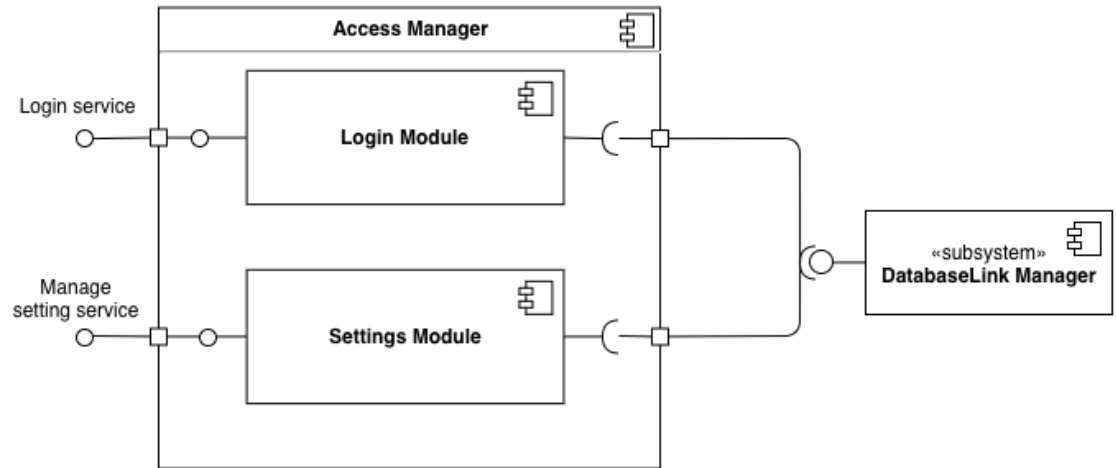 Access Manager
Login service
Login Module
«subsystem»
DatabaseLink Manager
Manage
setting service
Settings Module